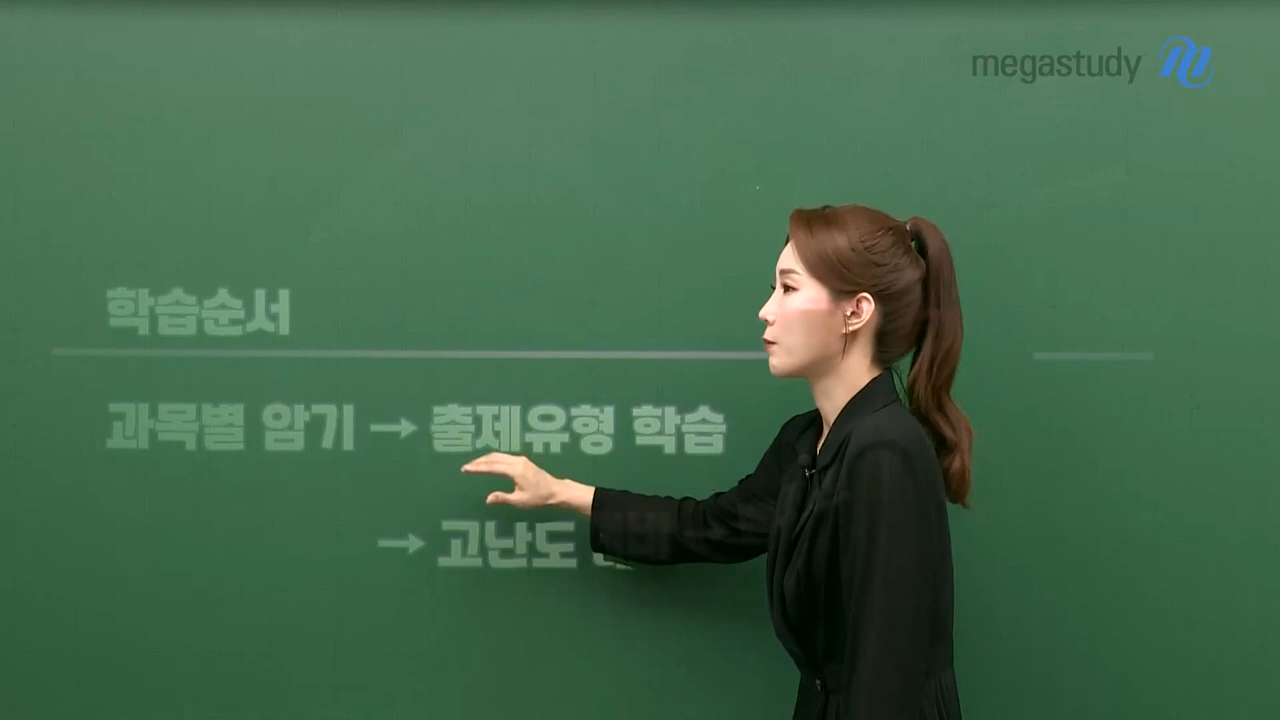 megastudy
학습순서
과목별 암기 → 출제유형 학습
→ 고난도